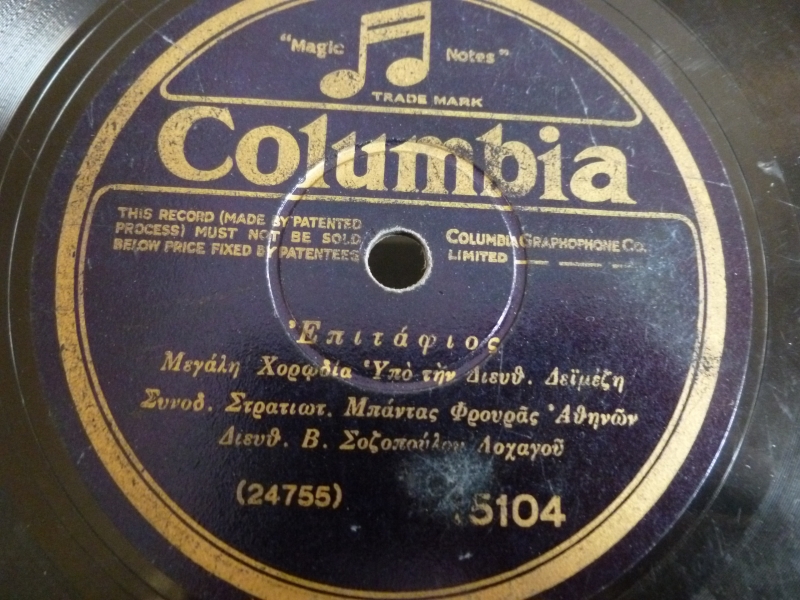 "Magic Notes"
TRADE MARK
Columbia
THIS RECORD (MADE BY PATENTED
PROCESS) MUST NOT BE SOLD
BELOW PRICE FIXED BY PATENTEES
COLUMBIA GRAPHOPHONE CO.
LIMITED
Ἐπιτάφιος
Μεγάλη Χορῳδία Ὑπὸ τὴν Διευθ. Δεϊμέζη
Συνοδ. Στρατιωτ. Μπάντας Φρουρᾶς Ἀθηνῶν
Διευθ. Β. Σοζοπούλου Λοχαγοῦ
(24755)
5104